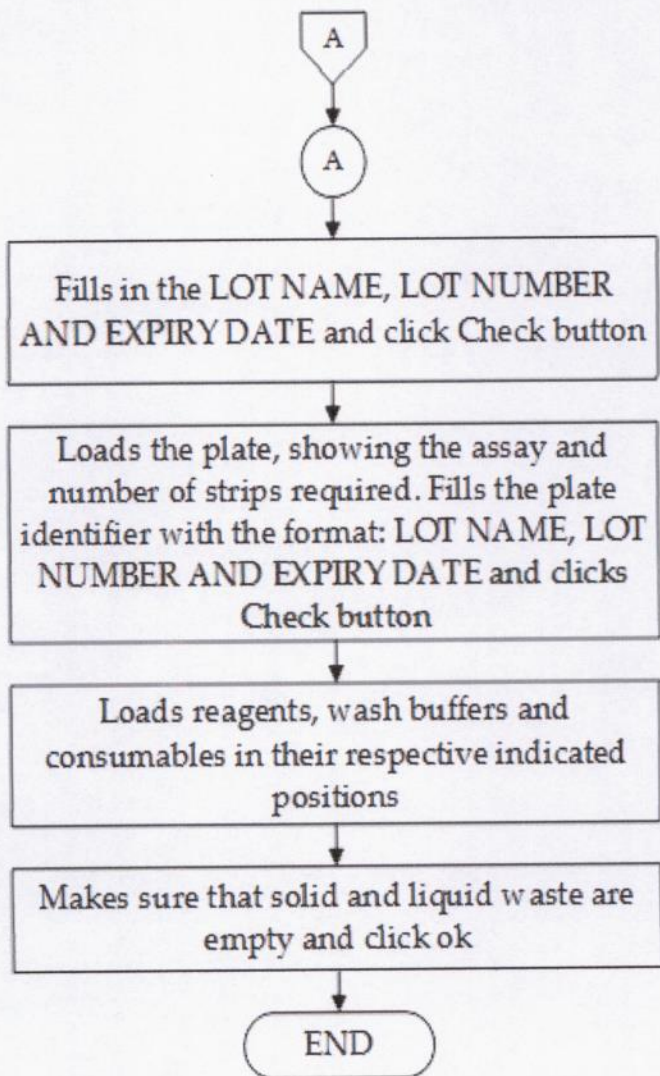 A
A
Fills in the LOT NAME, LOT NUMBER
AND EXPIRY DATE and click Check button
Loads the plate, showing the assay and
number of strips required. Fills the plate
identifier with the format: LOT NAME, LOT
NUMBER AND EXPIRY DATE and clicks
Check button
Loads reagents, wash buffers and
consumables in their respective indicated
positions
Makes sure that solid and liquid waste are
empty and click ok
END